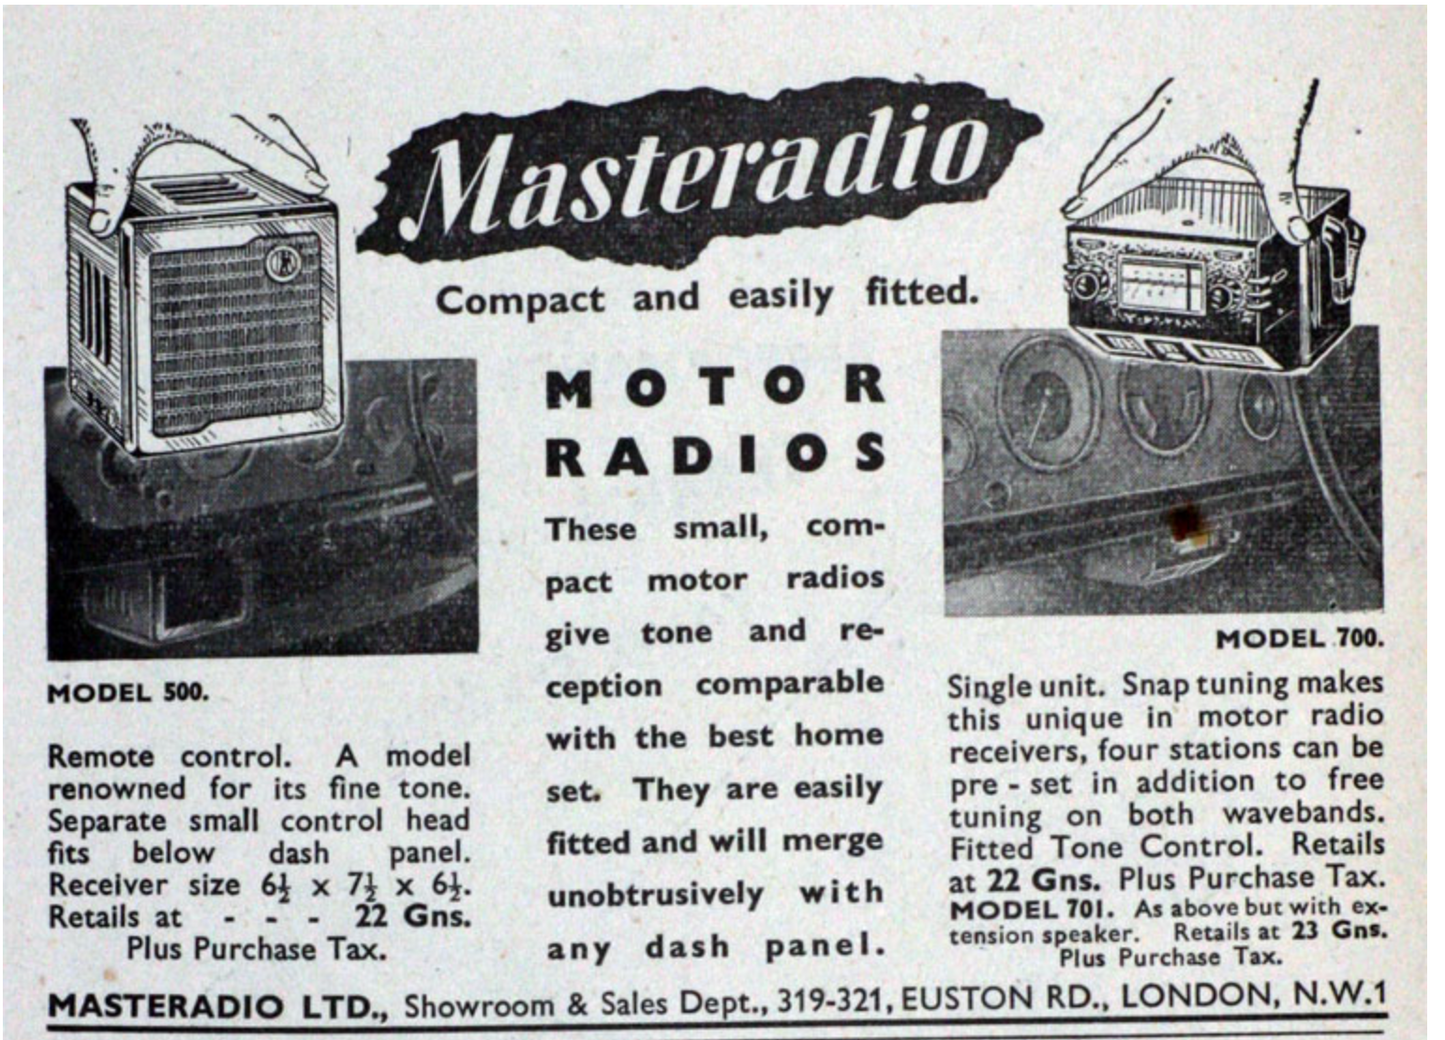 Masteradio
Compact and easily fitted.
MOTOR
RADIOS
These small, com-
pact motor radios
give tone and re-
ception comparable
with the best home
set. They are easily
fitted and will merge
unobtrusively with
any dash panel.
MODEL 500.
Remote control. A model
renowned for its fine tone.
Separate small control head
fits below dash panel.
Receiver size 6½ x 7½ x 6½.
Retails at - - - 22 Gns.
Plus Purchase Tax.
MODEL 700.
Single unit. Snap tuning makes
this unique in motor radio
receivers, four stations can be
pre - set in addition to free
tuning on both wavebands.
Fitted Tone Control. Retails
at 22 Gns. Plus Purchase Tax.
MODEL 701. As above but with ex-
tension speaker. Retails at 23 Gns.
Plus Purchase Tax.
MASTERADIO LTD., Showroom & Sales Dept., 319-321, EUSTON RD., LONDON, N.W.1